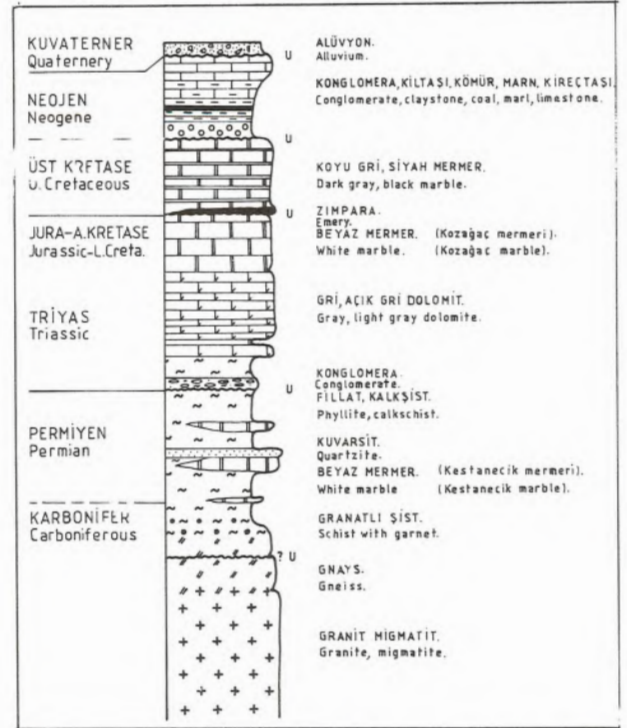 KUVATERNER
Quaternery
U
ALÜVYON.
Alluvium.
NEOJEN
Neogene
KONGLOMERA, KİLTAŞI, KÖMÜR, MARN, KİREÇTAŞI.
Conglomerate, claystone, coal, marl, limestone.
U
ÜST KRETASE
U. Cretaceous
KOYU GRİ, SİYAH MERMER.
Dark gray, black marble.
U
ZIMPARA.
Emery.
JURA-A.KRETASE
Jurassic-L.Creta.
BEYAZ MERMER. (Kozağaç mermeri).
White marble. (Kozağaç marble).
TRİYAS
Triassic
GRİ, AÇIK GRİ DOLOMİT.
Gray, light gray dolomite.
KONGLOMERA.
Conglomerate.
U
FİLLAT, KALKŞİST.
Phyllite, calkschist.
PERMİYEN
Permian
KUVARSİT.
Quartzite.
BEYAZ MERMER. (Kestanecik mermeri).
White marble (Kestanecik marble).
KARBONİFER
Carboniferous
GRANATLI ŞİST.
Schist with garnet.
? U
GNAYS.
Gneiss.
GRANİT MİGMATİT.
Granite, migmatite.